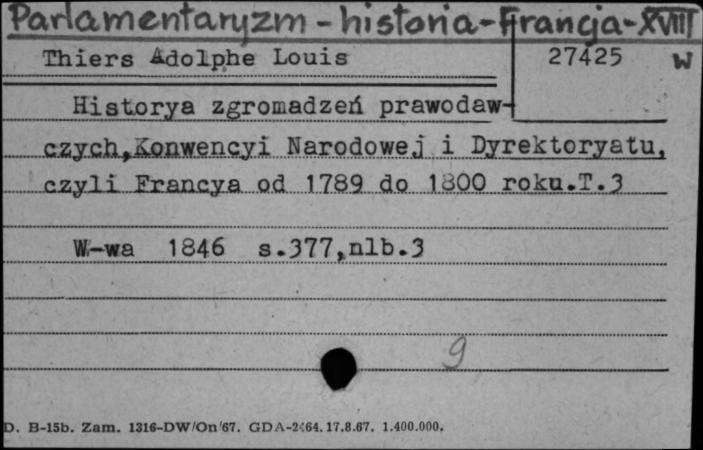 Parlamentaryzm - historia - Francja - XVIII w
Thiers Adolphe Louis 27425
Historya zgromadzeń prawodaw-
czych,Konwencyi Narodowej i Dyrektoryatu,
czyli Francya od 1789 do 1800 roku.T.3
W-wa 1846 s.377,nlb.3
9
D. B-15b. Zam. 1316-DW/On/67. GDA-2464.17.8.67. 1.400.000.